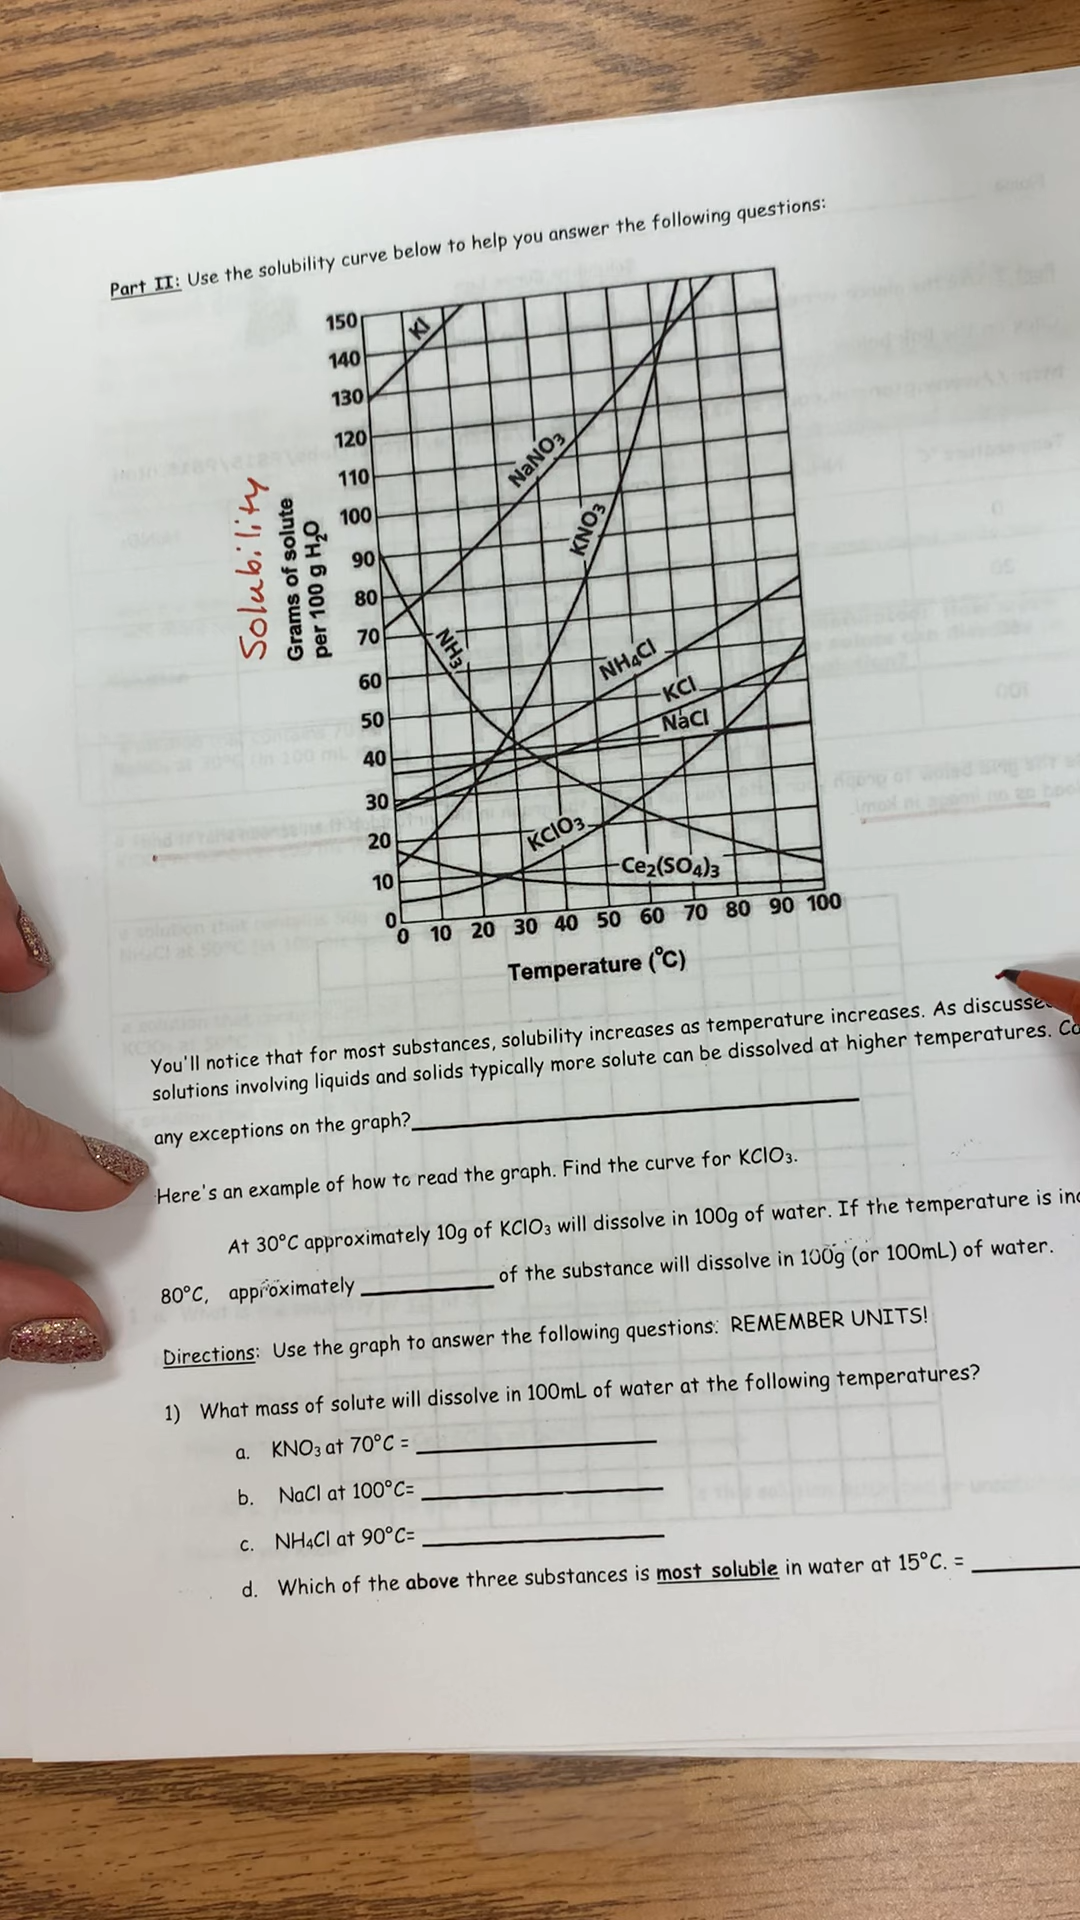 Part II: Use the solubility curve below to help you answer the following questions:
Solubility
Grams of solute
per 100 g H₂O
150
140
130
120
110
100
90
80
70
60
50
40
30
20
10
0
KI
NaNO₃
KNO₃
NH₃
NH₄Cl
KCl
NaCl
KClO₃
Ce₂(SO₄)₃
0 10 20 30 40 50 60 70 80 90 100
Temperature (°C)
You'll notice that for most substances, solubility increases as temperature increases. As
solutions involving liquids and solids typically more solute can be dissolved at higher temperatures.
any exceptions on the graph?
Here's an example of how to read the graph. Find the curve for KClO₃.
At 30°C approximately 10g of KClO₃ will dissolve in 100g of water. If the temperature is
80°C, approximately of the substance will dissolve in 100g (or 100mL) of water.
Directions: Use the graph to answer the following questions: REMEMBER UNITS!
1) What mass of solute will dissolve in 100mL of water at the following temperatures?
a. KNO₃ at 70°C =
b. NaCl at 100°C=
c. NH₄Cl at 90°C=
d. Which of the above three substances is most soluble in water at 15°C. =